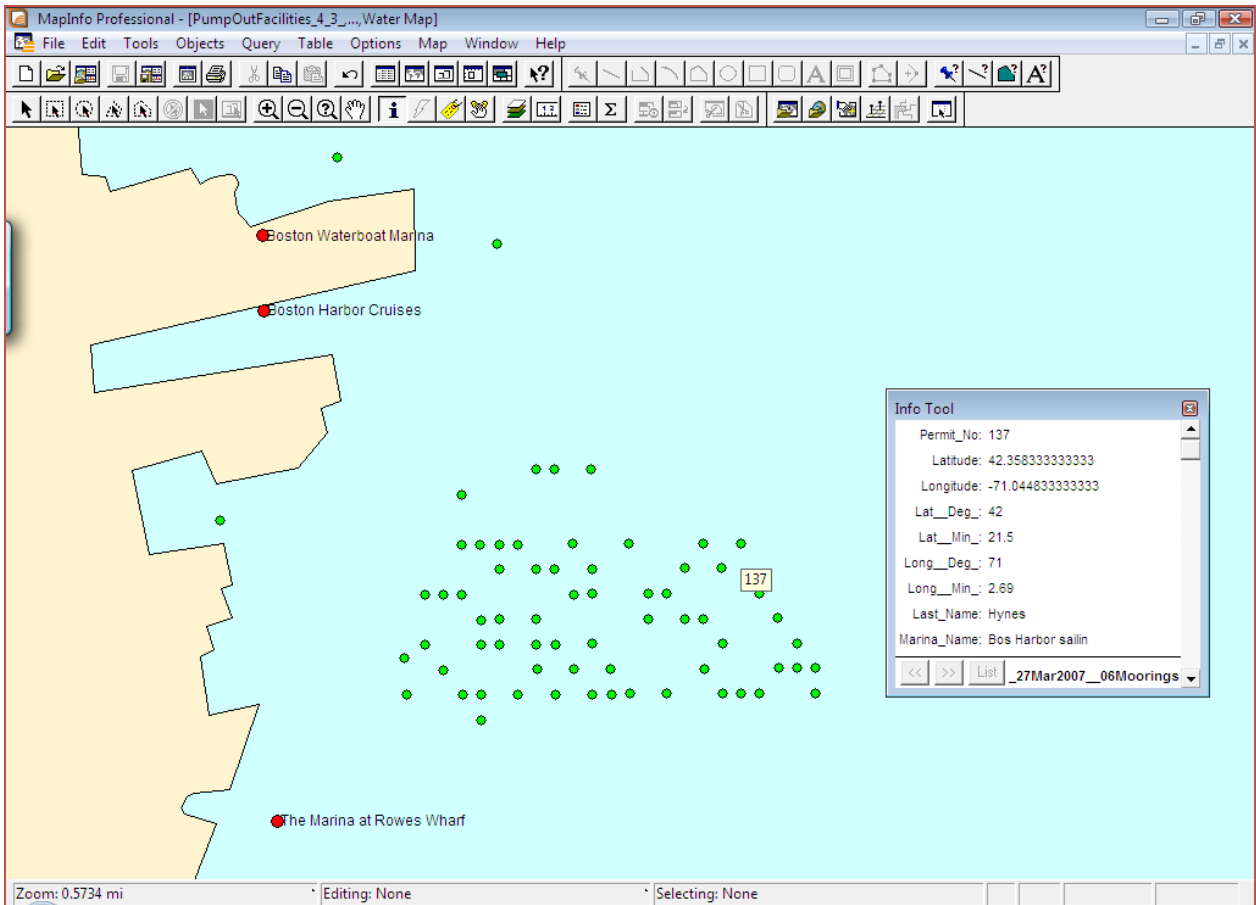 MapInfo Professional - [PumpOutFacilities_4_3_,...,Water Map]
File Edit Tools Objects Query Table Options Map Window Help
Boston Waterboat Marina
Boston Harbor Cruises
137
The Marina at Rowes Wharf
Info Tool
Permit_No: 137
Latitude: 42.358333333333
Longitude: -71.044833333333
Lat__Deg_: 42
Lat__Min_: 21.5
Long__Deg_: 71
Long__Min_: 2.69
Last_Name: Hynes
Marina_Name: Bos Harbor sailin
<< >> List _27Mar2007__06Moorings
Zoom: 0.5734 mi Editing: None Selecting: None